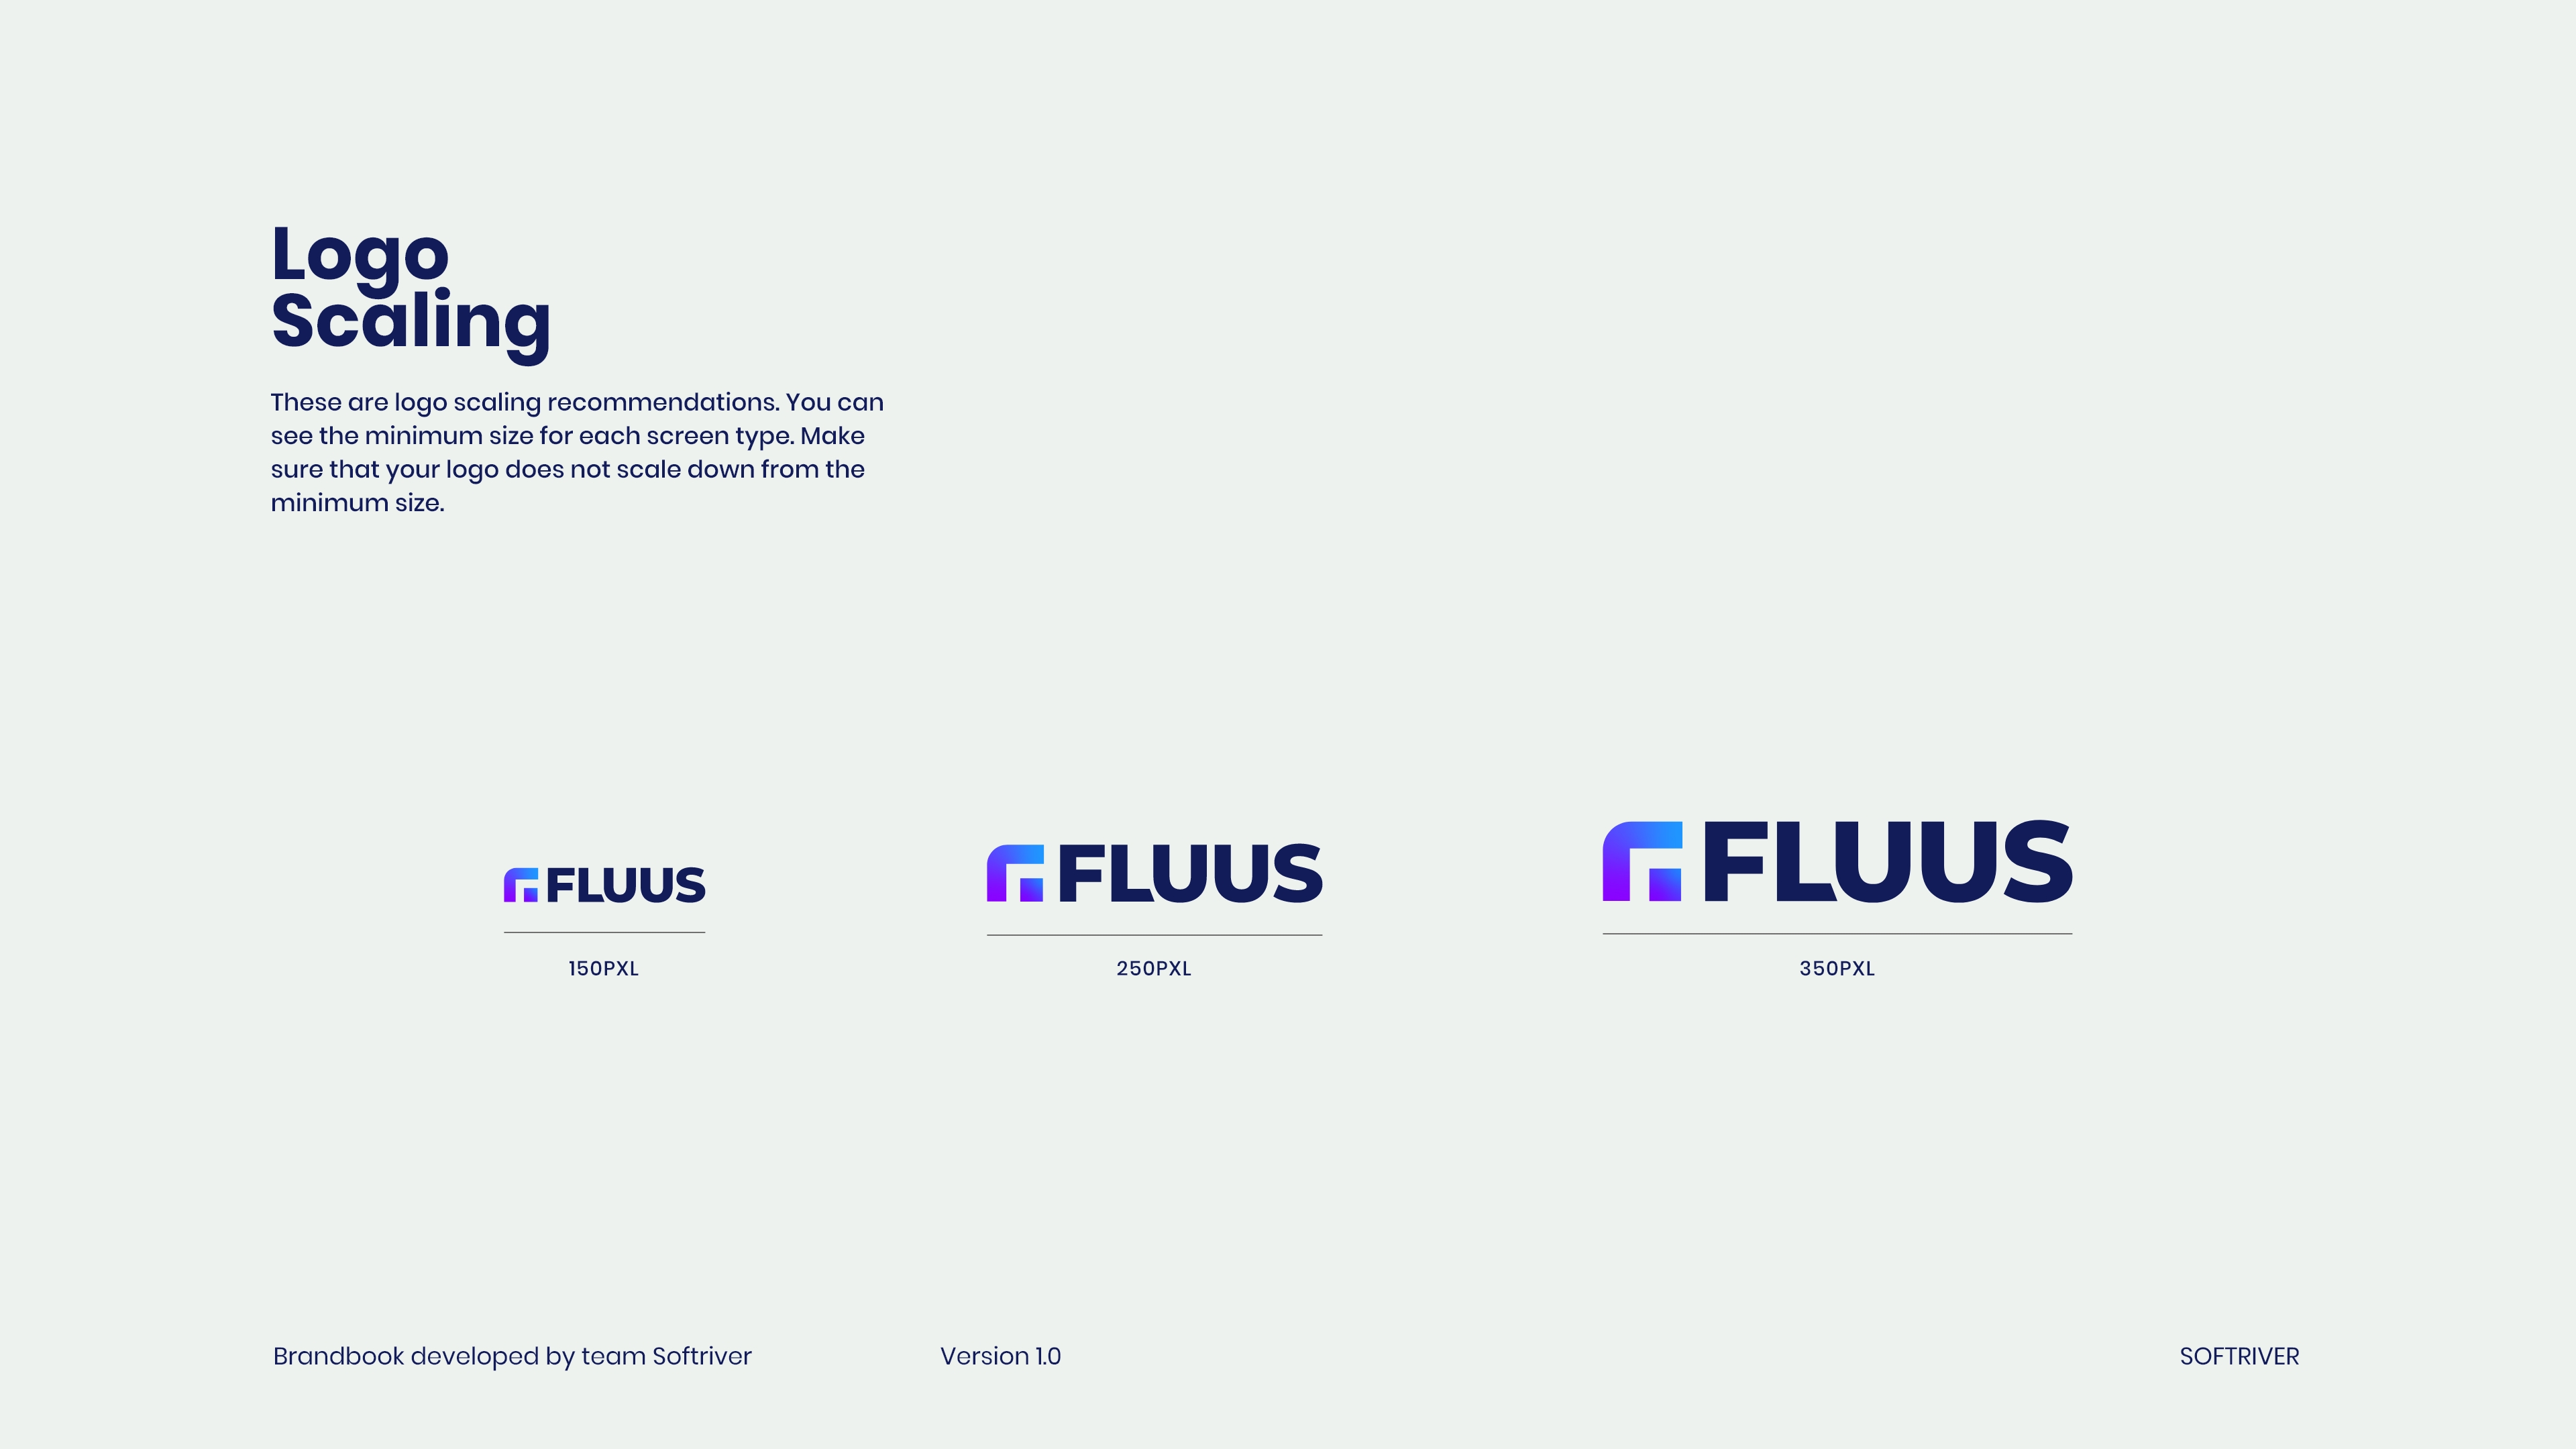 Logo
Scaling
These are logo scaling recommendations. You can
see the minimum size for each screen type. Make
sure that your logo does not scale down from the
minimum size.
FLUUS
150PXL
FLUUS
250PXL
FLUUS
350PXL
Brandbook developed by team Softriver
Version 1.0
SOFTRIVER